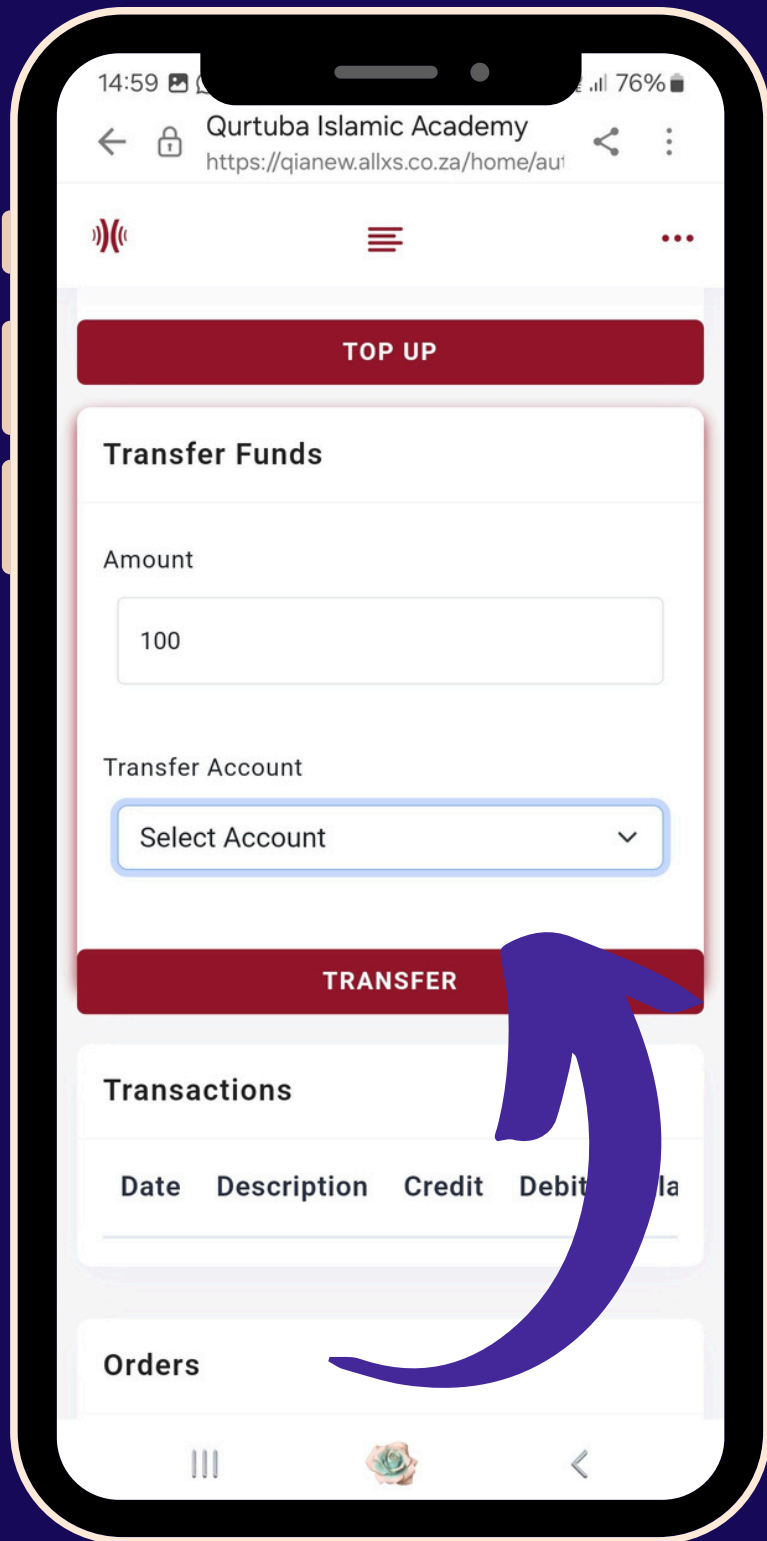 14:59
76%
Qurtuba Islamic Academy
https://qianew.allxs.co.za/home/aut
TOP UP
Transfer Funds
Amount
100
Transfer Account
Select Account
TRANSFER
Transactions
Date Description Credit Debit
Orders